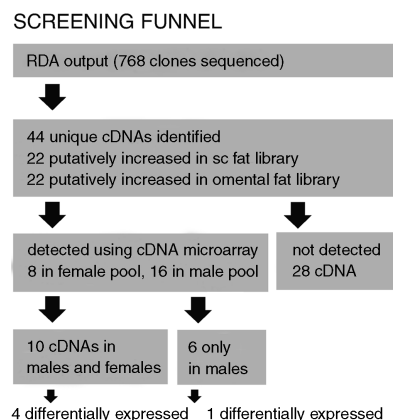 SCREENING FUNNEL
RDA output (768 clones sequenced)
44 unique cDNAs identified
22 putatively increased in sc fat library
22 putatively increased in omental fat library
detected using cDNA microarray
8 in female pool, 16 in male pool
not detected
28 cDNA
10 cDNAs in
males and females
6 only
in males
4 differentially expressed
1 differentially expressed